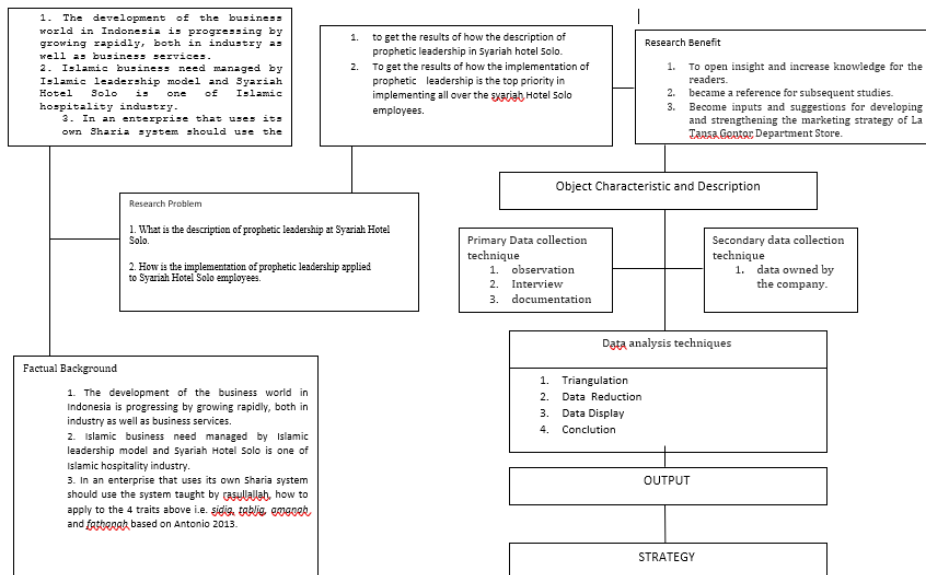 1. The development of the business
world in Indonesia is progressing by
growing rapidly, both in industry as
well as business services.
2. Islamic business need managed by
Islamic leadership model and Syariah
Hotel Solo is one of Islamic
hospitality industry.
3. In an enterprise that uses its
own Sharia system should use the
1. to get the results of how the description of
prophetic leadership in Syariah hotel Solo.
2. To get the results of how the implementation of
prophetic leadership is the top priority in
implementing all over the syariah Hotel Solo
employees.
Research Benefit
1. To open insight and increase knowledge for the
readers.
2. became a reference for subsequent studies.
3. Become inputs and suggestions for developing
and strengthening the marketing strategy of La
Tansa Gontor Department Store.
Research Problem
1. What is the description of prophetic leadership at Syariah Hotel
Solo.
2. How is the implementation of prophetic leadership applied
to Syariah Hotel Solo employees.
Object Characteristic and Description
Primary Data collection
technique
1. observation
2. Interview
3. documentation
Secondary data collection
technique
1. data owned by
the company.
Factual Background
1. The development of the business world in
Indonesia is progressing by growing rapidly, both in
industry as well as business services.
2. Islamic business need managed by Islamic
leadership model and Syariah Hotel Solo is one of
Islamic hospitality industry.
3. In an enterprise that uses its own Sharia system
should use the system taught by rasullallah, how to
apply to the 4 traits above i.e. sidiq, tabliq, amanah,
and fathanah based on Antonio 2013.
Data analysis techniques
1. Triangulation
2. Data Reduction
3. Data Display
4. Conclution
OUTPUT
STRATEGY